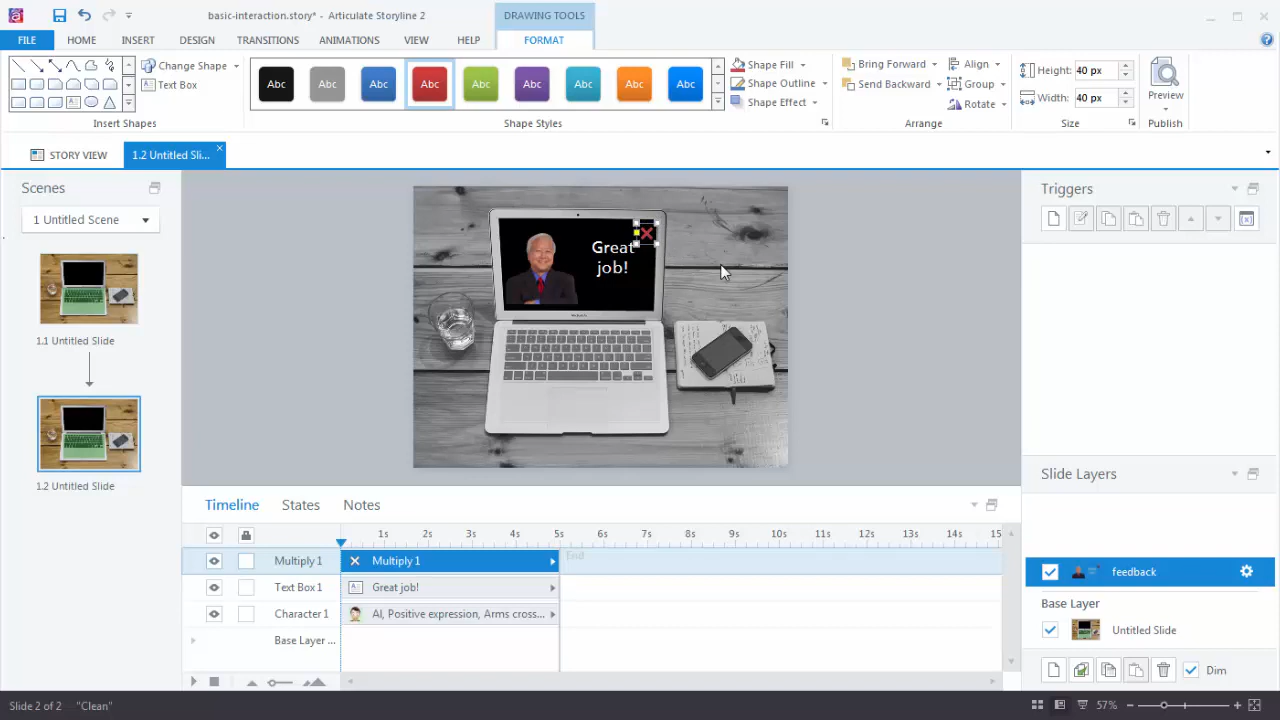 basic-interaction.story* - Articulate Storyline 2
DRAWING TOOLS
FILE
HOME
INSERT
DESIGN
TRANSITIONS
ANIMATIONS
VIEW
HELP
FORMAT
Change Shape
Text Box
Insert Shapes
Abc
Abc
Abc
Abc
Abc
Abc
Abc
Abc
Abc
Shape Styles
Shape Fill
Shape Outline
Shape Effect
Bring Forward
Send Backward
Align
Group
Rotate
Arrange
Height: 40 px
Width: 40 px
Size
Preview
Publish
STORY VIEW
1.2 Untitled Sli...
Scenes
1 Untitled Scene
1.1 Untitled Slide
1.2 Untitled Slide
Great
job!
Triggers
Slide Layers
feedback
Base Layer
Untitled Slide
Dim
Timeline
States
Notes
1s 2s 3s 4s 5s 6s 7s 8s 9s 10s 11s 12s 13s 14s 15
Multiply 1
Multiply 1
End
Text Box 1
Great job!
Character 1
Al, Positive expression, Arms cross...
Base Layer ...
Slide 2 of 2
"Clean"
57%